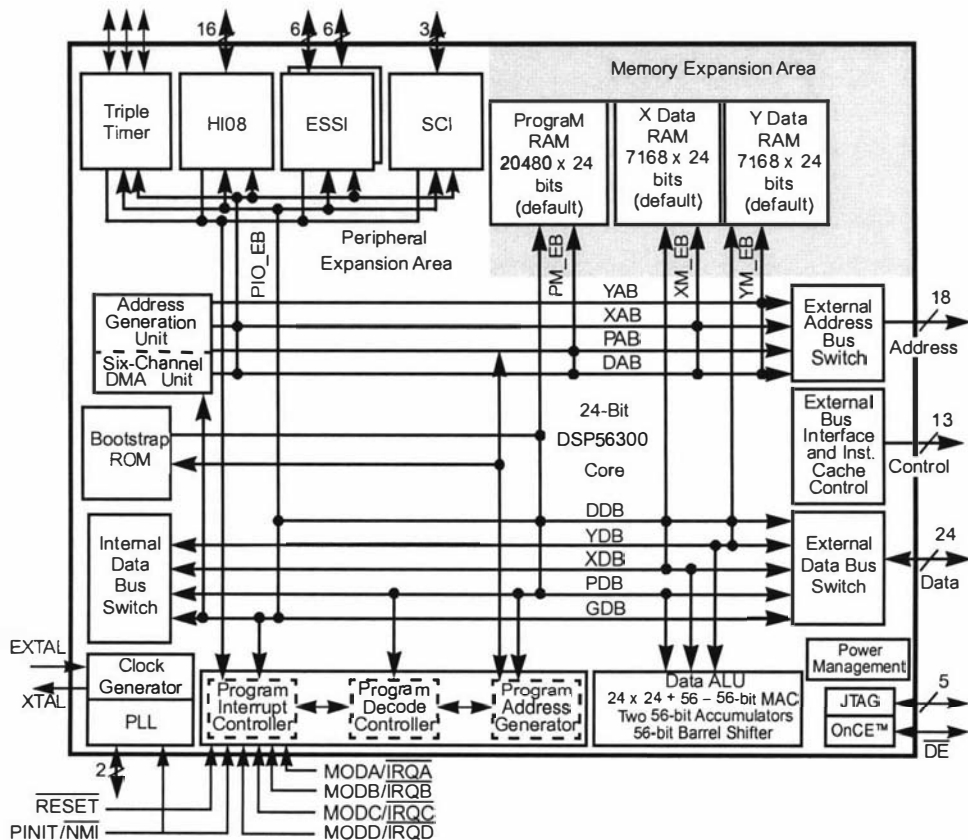 16
6
6
3
Memory Expansion Area
Triple
Timer
HI08
ESSI
SCI
PrograM
RAM
20480 x 24
bits
(default)
X Data
RAM
7168 x 24
bits
(default)
Y Data
RAM
7168 x 24
bits
(default)
Peripheral
Expansion Area
PIO_EB
PM_EB
XM_EB
YM_EB
Address
Generation
Unit
Six-Channel
DMA Unit
YAB
XAB
PAB
DAB
External
Address
Bus
Switch
18
Address
Bootstrap
ROM
24-Bit
DSP56300
Core
External
Bus
Interface
and Inst.
Cache
Control
13
Control
Internal
Data
Bus
Switch
DDB
YDB
XDB
PDB
GDB
External
Data Bus
Switch
24
Data
EXTAL
XTAL
Clock
Generator
PLL
Program
Interrupt
Controller
Program
Decode
Controller
Program
Address
Generator
Data ALU
24 x 24 + 56 – 56-bit MAC
Two 56-bit Accumulators
56-bit Barrel Shifter
Power
Management
JTAG
OnCE™
5
DE
2
RESET
PINIT/NMI
MODA/IRQA
MODB/IRQB
MODC/IRQC
MODD/IRQD